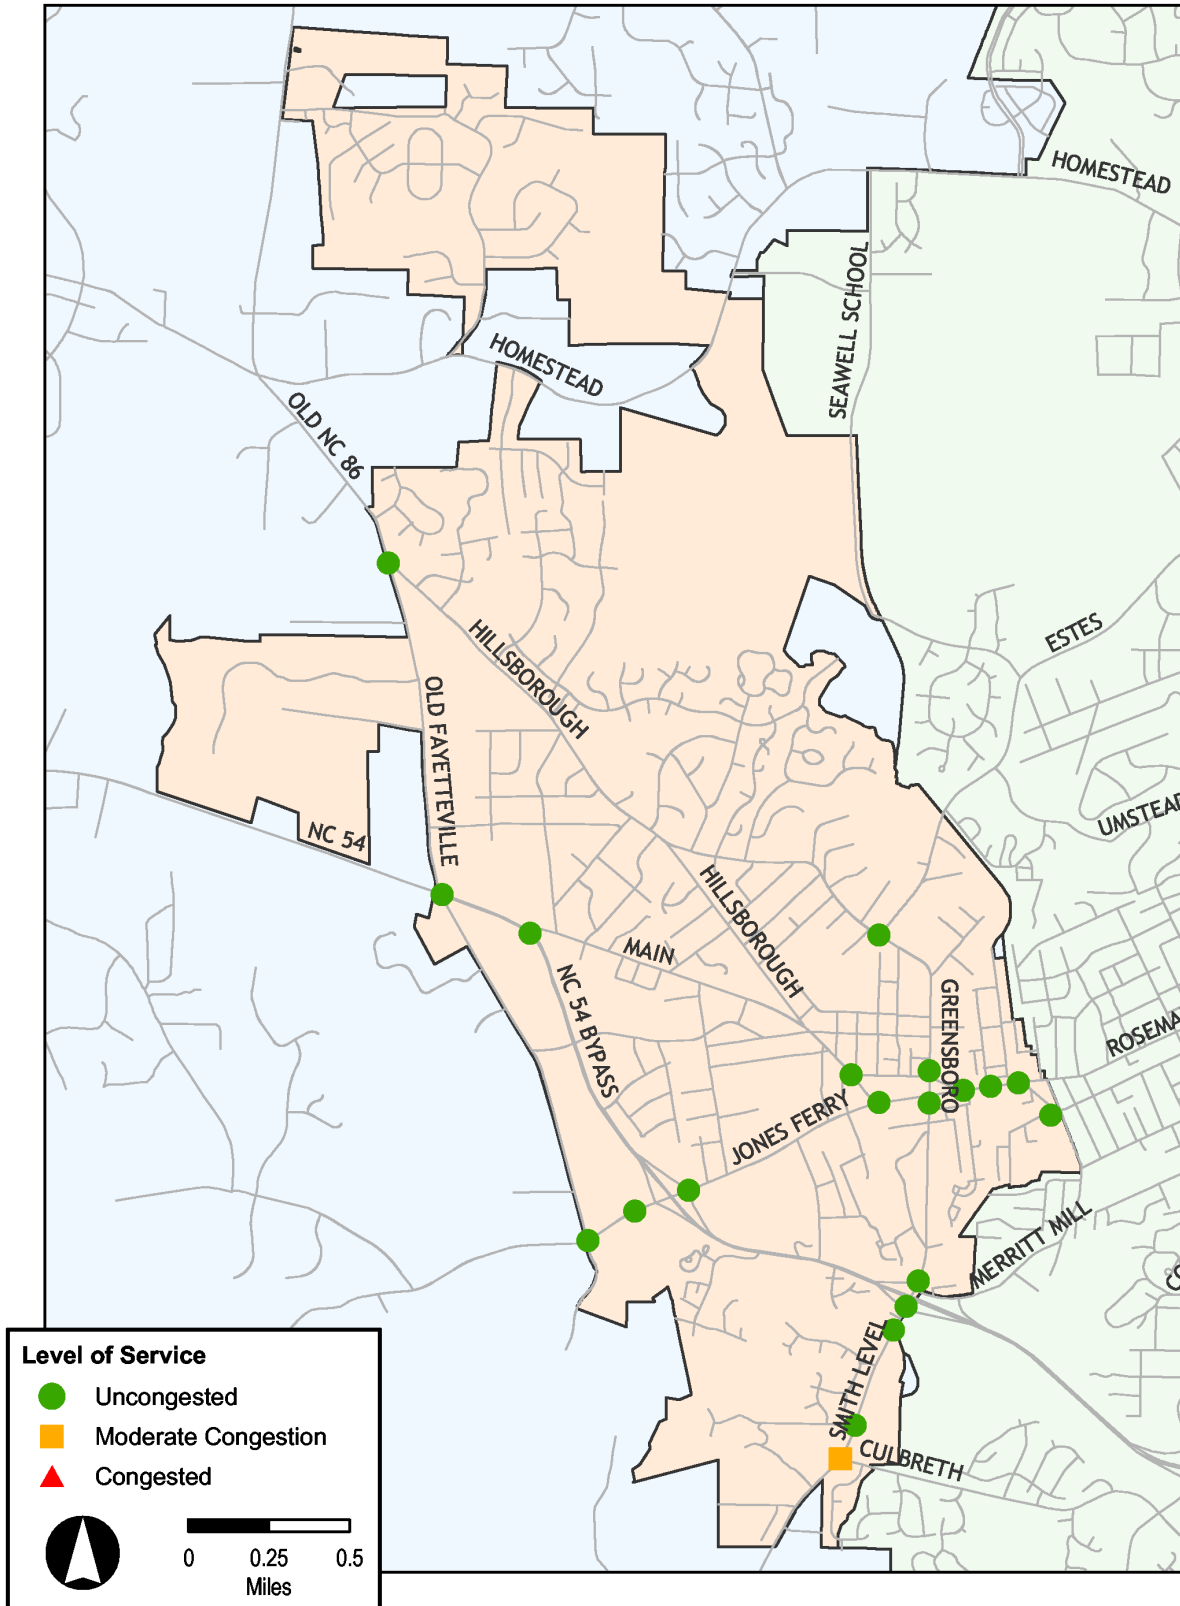 HOMESTEAD
SEAWELL SCHOOL
HOMESTEAD
OLD NC 86
ESTES
HILLSBOROUGH
OLD FAYETTEVILLE
UMSTEAD
NC 54
HILLSBOROUGH
MAIN
NC 54 BYPASS
GREENSBORO
ROSEMA
JONES FERRY
MERRITT MILL
CO
SMITH LEVEL
CULBRETH
Level of Service
Uncongested
Moderate Congestion
Congested
0 0.25 0.5
Miles